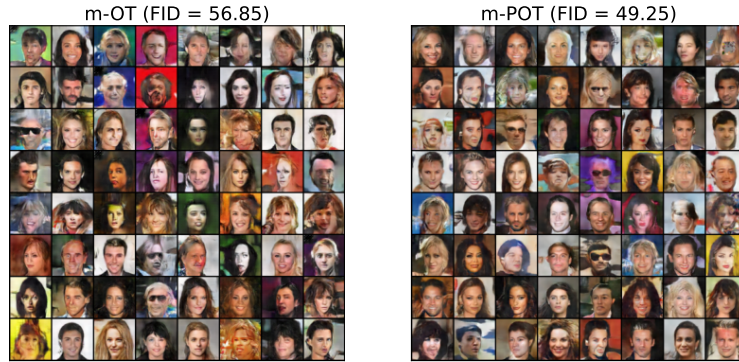 m-OT (FID = 56.85)
m-POT (FID = 49.25)